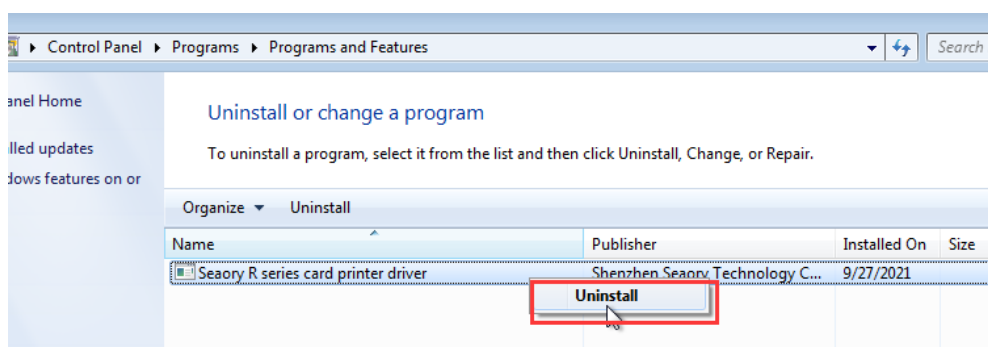 Control Panel ▸ Programs ▸ Programs and Features
Search
anel Home
Uninstall or change a program
lled updates
To uninstall a program, select it from the list and then click Uninstall, Change, or Repair.
dows features on or
Organize Uninstall
Name Publisher Installed On Size
Seaory R series card printer driver Shenzhen Seaory Technology C... 9/27/2021
Uninstall